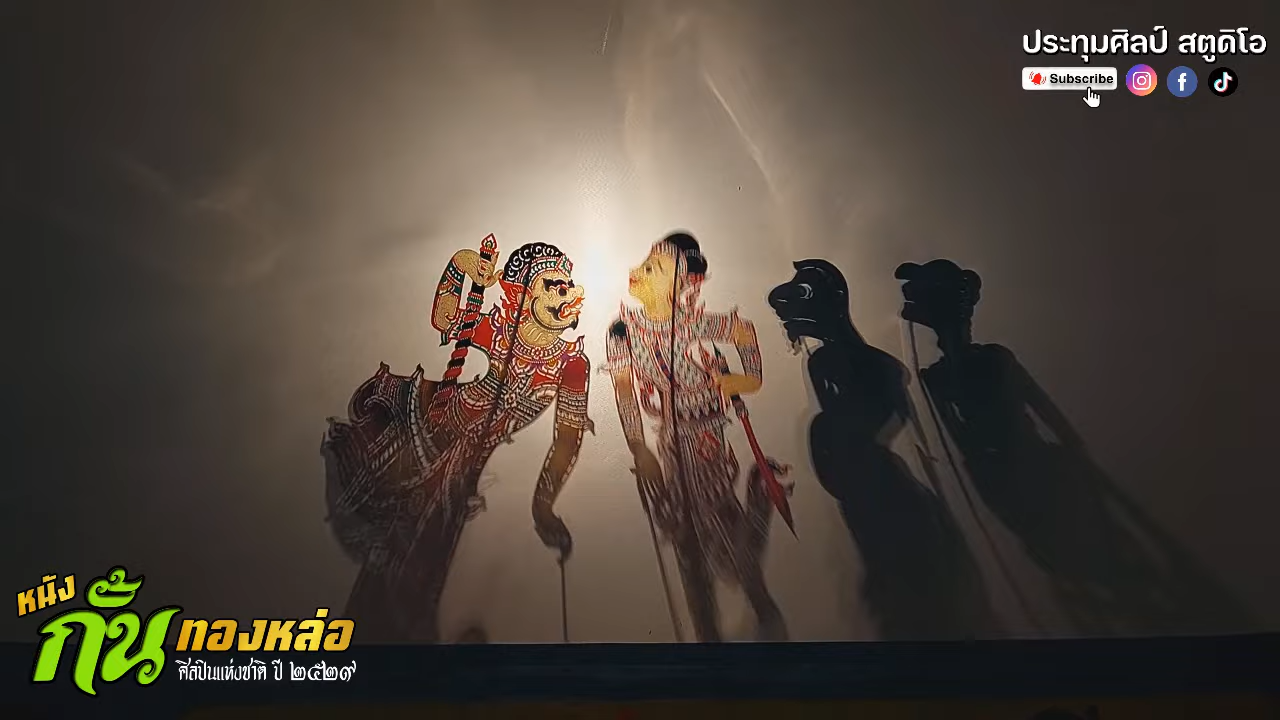 ประทุมศิลป์ สตูดิโอ
Subscribe
หนัง
กั้น
ทองหล่อ
ศิลปินแห่งชาติ ปี ๒๕๒๙